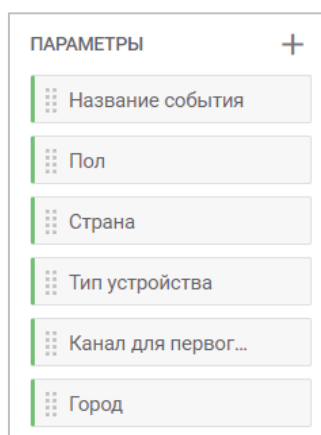 ПАРАМЕТРЫ +
Название события
Пол
Страна
Тип устройства
Канал для первог...
Город